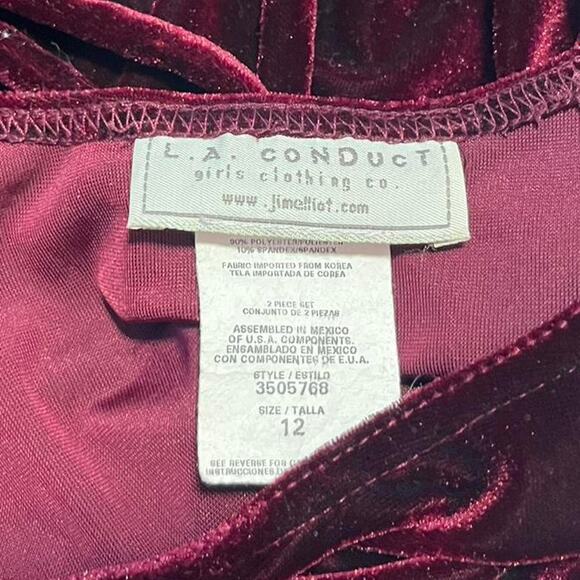 L.A. CONDUCT
girls clothing co.
www.jimelliot.com
90% POLYESTER/POLIESTER
10% SPANDEX/SPANDEX
FABRIC IMPORTED FROM KOREA
TELA IMPORTADA DE COREA
2 PIECE SET
CONJUNTO DE 2 PIEZAS
ASSEMBLED IN MEXICO
OF U.S.A. COMPONENTS.
ENSAMBLADO EN MEXICO
CON COMPONENTES DE E.U.A.
STYLE / ESTILO
3505768
SIZE / TALLA
12
SEE REVERSE FOR
INSTRUCCIONES